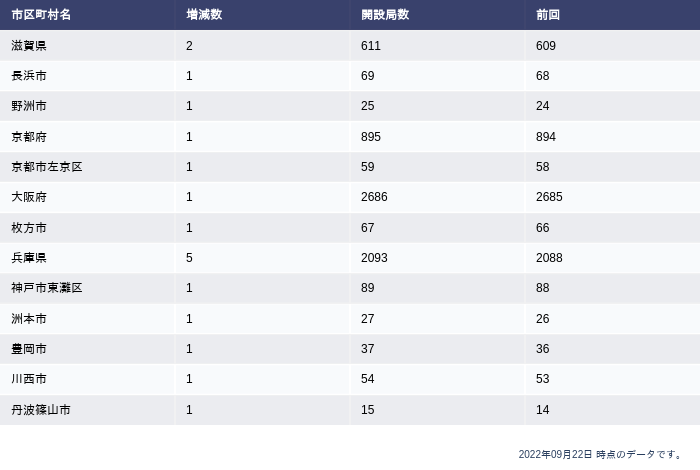 市区町村名 増減数 開設局数 前回
滋賀県 2 611 609
長浜市 1 69 68
野洲市 1 25 24
京都府 1 895 894
京都市左京区 1 59 58
大阪府 1 2686 2685
枚方市 1 67 66
兵庫県 5 2093 2088
神戸市東灘区 1 89 88
洲本市 1 27 26
豊岡市 1 37 36
川西市 1 54 53
丹波篠山市 1 15 14
2022年09月22日 時点のデータです。